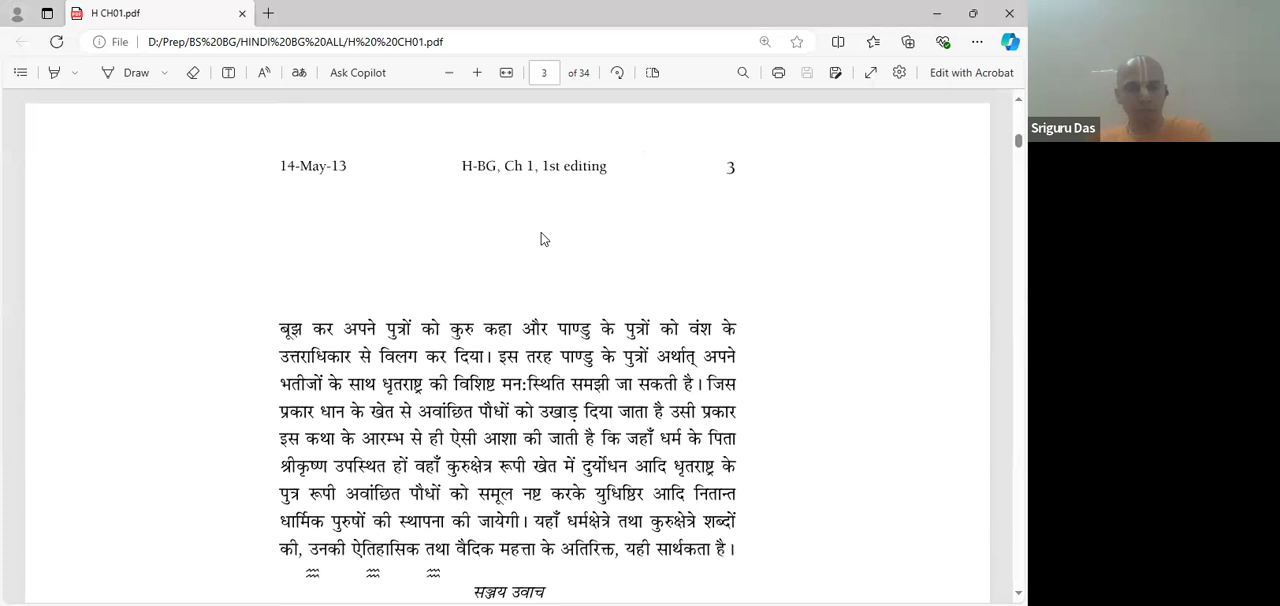 H CH01.pdf
File D:/Prep/BS%20BG/HINDI%20BG%20ALL/H%20%20CH01.pdf
Draw Ask Copilot 3 of 34 Edit with Acrobat
Sriguru Das
14-May-13 H-BG, Ch 1, 1st editing 3
बूझ कर अपने पुत्रों को कुरु कहा और पाण्डु के पुत्रों को वंश के
उत्तराधिकार से विलग कर दिया। इस तरह पाण्डु के पुत्रों अर्थात् अपने
भतीजों के साथ धृतराष्ट्र की विशिष्ट मन:स्थिति समझी जा सकती है। जिस
प्रकार धान के खेत से अवांछित पौधों को उखाड़ दिया जाता है उसी प्रकार
इस कथा के आरम्भ से ही ऐसी आशा की जाती है कि जहाँ धर्म के पिता
श्रीकृष्ण उपस्थित हों वहाँ कुरुक्षेत्र रूपी खेत में दुर्योधन आदि धृतराष्ट्र के
पुत्र रूपी अवांछित पौधों को समूल नष्ट करके युधिष्ठिर आदि नितान्त
धार्मिक पुरुषों की स्थापना की जायेगी। यहाँ धर्मक्षेत्रे तथा कुरुक्षेत्रे शब्दों
की, उनकी ऐतिहासिक तथा वैदिक महत्ता के अतिरिक्त, यही सार्थकता है।
सञ्जय उवाच